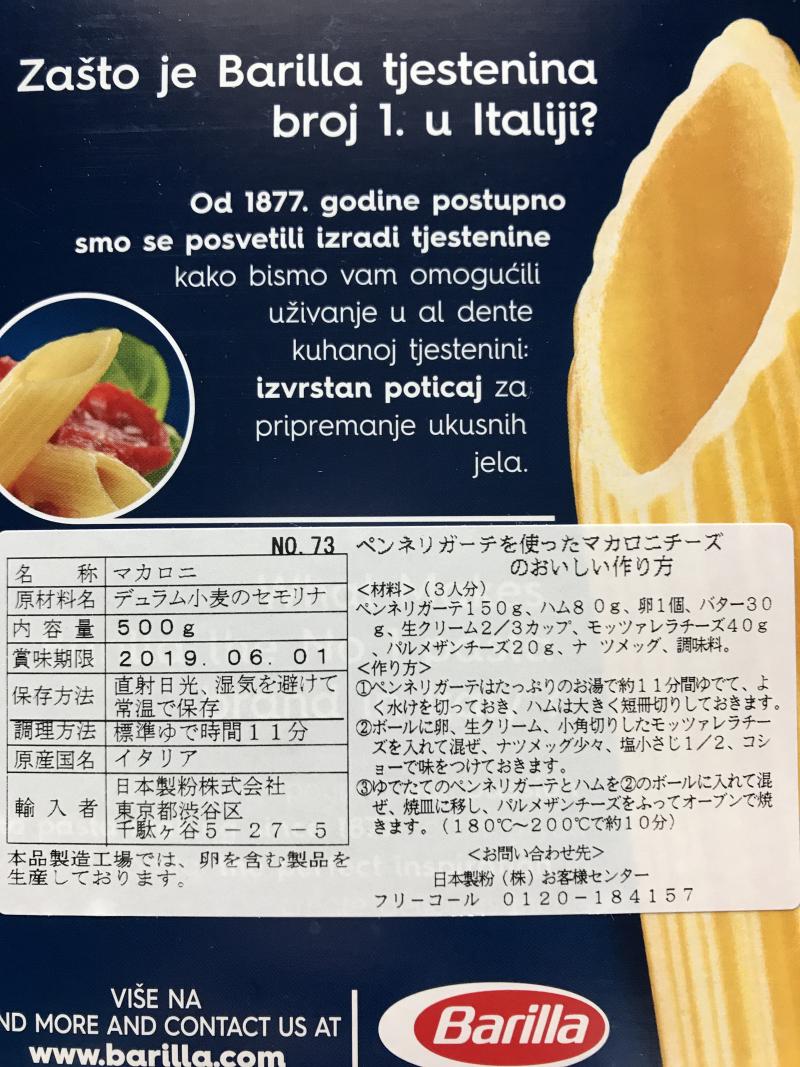 Zašto je Barilla tjestenina
broj 1. u Italiji?
Od 1877. godine postupno
smo se posvetili izradi tjestenine
kako bismo vam omogućili
uživanje u al dente
kuhanoj tjestenini:
izvrstan poticaj za
pripremanje ukusnih
jela.
NO. 73
名 称 マカロニ
原材料名 デュラム小麦のセモリナ
内容量 500g
賞味期限 2019. 06. 01
保存方法 直射日光、湿気を避けて
常温で保存
調理方法 標準ゆで時間11分
原産国名 イタリア
輸入者 日本製粉株式会社
東京都渋谷区
千駄ヶ谷5-27-5
本品製造工場では、卵を含む製品を
生産しております。
ペンネリガーテを使ったマカロニチーズ
のおいしい作り方
<材料>(3人分)
ペンネリガーテ150g、ハム80g、卵1個、バター30
g、生クリーム2/3カップ、モッツァレラチーズ40g
、パルメザンチーズ20g、ナ ツメッグ、調味料。
<作り方>
①ペンネリガーテはたっぷりのお湯で約11分間ゆでて、よ
く水けを切っておき、ハムは大きく短冊切りしておきます。
②ボールに卵、生クリーム、小角切りしたモッツァレラチー
ズを入れて混ぜ、ナツメッグ少々、塩小さじ1/2、コシ
ョーで味をつけておきます。
③ゆでたてのペンネリガーテとハムを②のボールに入れて混
ぜ、焼皿に移し、パルメザンチーズをふってオーブンで焼
きます。(180℃~200℃で約10分)
<お問い合わせ先>
日本製粉(株)お客様センター
フリーコール 0120-184157
VIŠE NA
ND MORE AND CONTACT US AT
www.barilla.com
Barilla